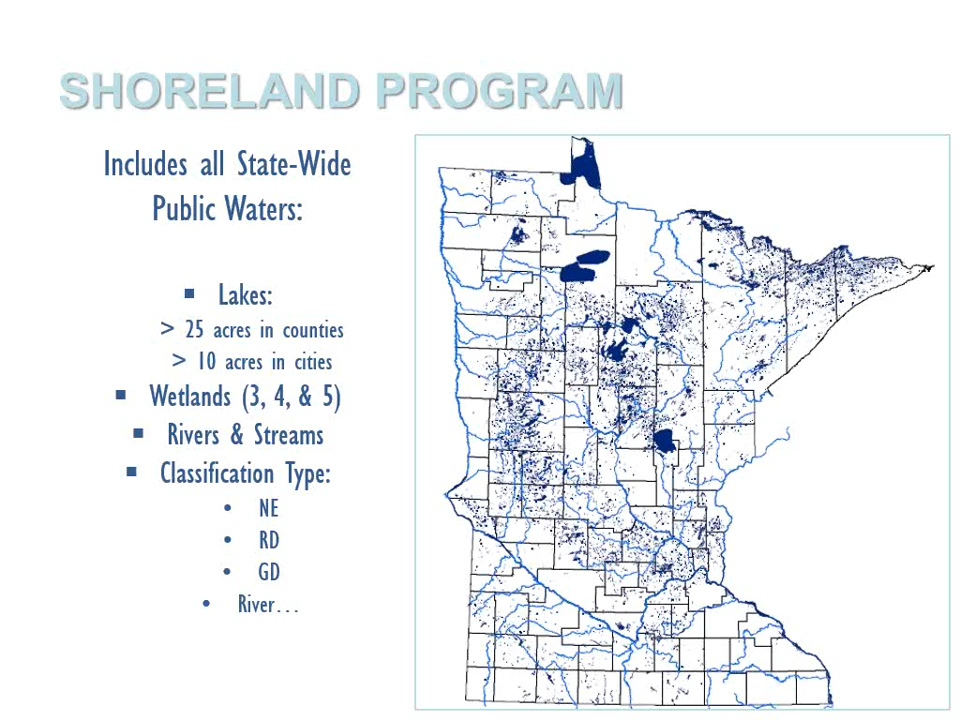 SHORELAND PROGRAM
Includes all State-Wide
Public Waters:
▪ Lakes:
> 25 acres in counties
> 10 acres in cities
▪ Wetlands (3, 4, & 5)
▪ Rivers & Streams
▪ Classification Type:
• NE
• RD
• GD
• River…